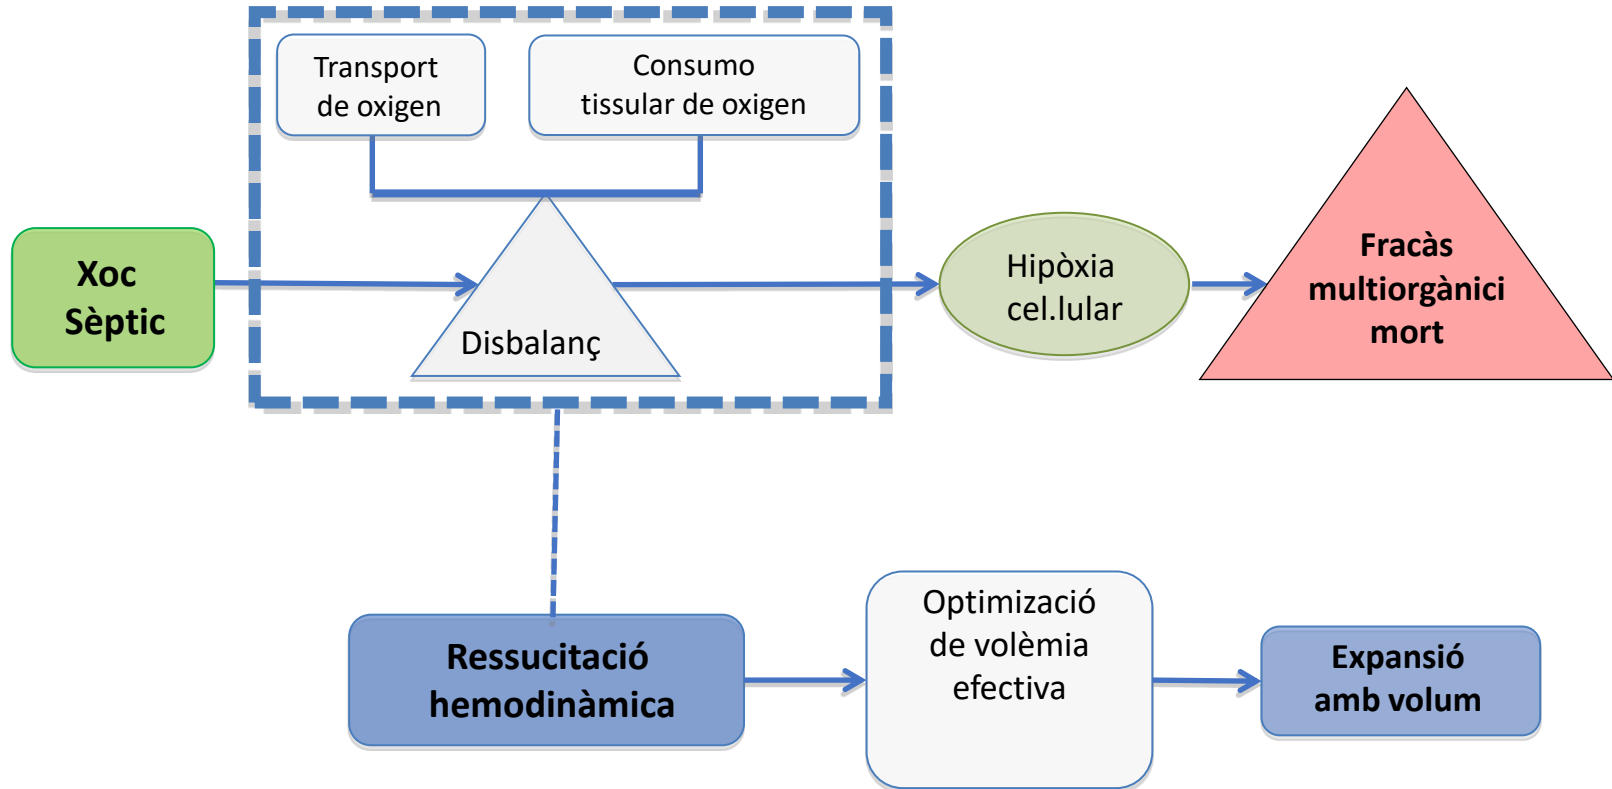 Transport
de oxigen
Consumo
tissular de oxigen
Xoc
Sèptic
Disbalanç
Hipòxia
cel.lular
Fracàs
multiorgànici
mort
Ressucitació
hemodinàmica
Optimizació
de volèmia
efectiva
Expansió
amb volum